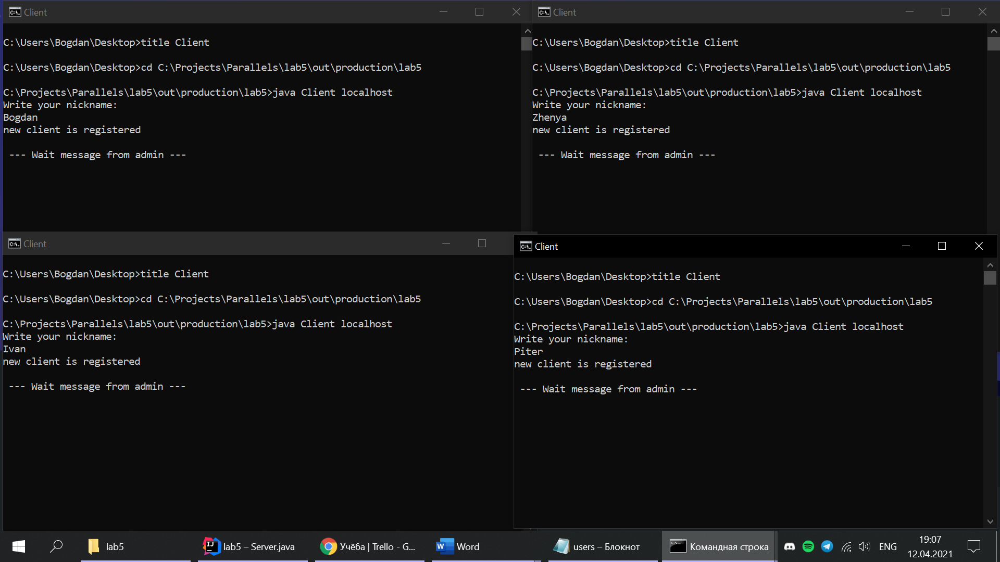 Client
C:\Users\Bogdan\Desktop>title Client
C:\Users\Bogdan\Desktop>cd C:\Projects\Parallels\lab5\out\production\lab5
C:\Projects\Parallels\lab5\out\production\lab5>java Client localhost
Write your nickname:
Bogdan
new client is registered
--- Wait message from admin ---
Client
C:\Users\Bogdan\Desktop>title Client
C:\Users\Bogdan\Desktop>cd C:\Projects\Parallels\lab5\out\production\lab5
C:\Projects\Parallels\lab5\out\production\lab5>java Client localhost
Write your nickname:
Zhenya
new client is registered
--- Wait message from admin ---
Client
C:\Users\Bogdan\Desktop>title Client
C:\Users\Bogdan\Desktop>cd C:\Projects\Parallels\lab5\out\production\lab5
C:\Projects\Parallels\lab5\out\production\lab5>java Client localhost
Write your nickname:
Ivan
new client is registered
--- Wait message from admin ---
Client
C:\Users\Bogdan\Desktop>title Client
C:\Users\Bogdan\Desktop>cd C:\Projects\Parallels\lab5\out\production\lab5
C:\Projects\Parallels\lab5\out\production\lab5>java Client localhost
Write your nickname:
Piter
new client is registered
--- Wait message from admin ---
lab5
lab5 – Server.java
Учёба | Trello - G...
Word
users – Блокнот
Командная строка
ENG
19:07
12.04.2021